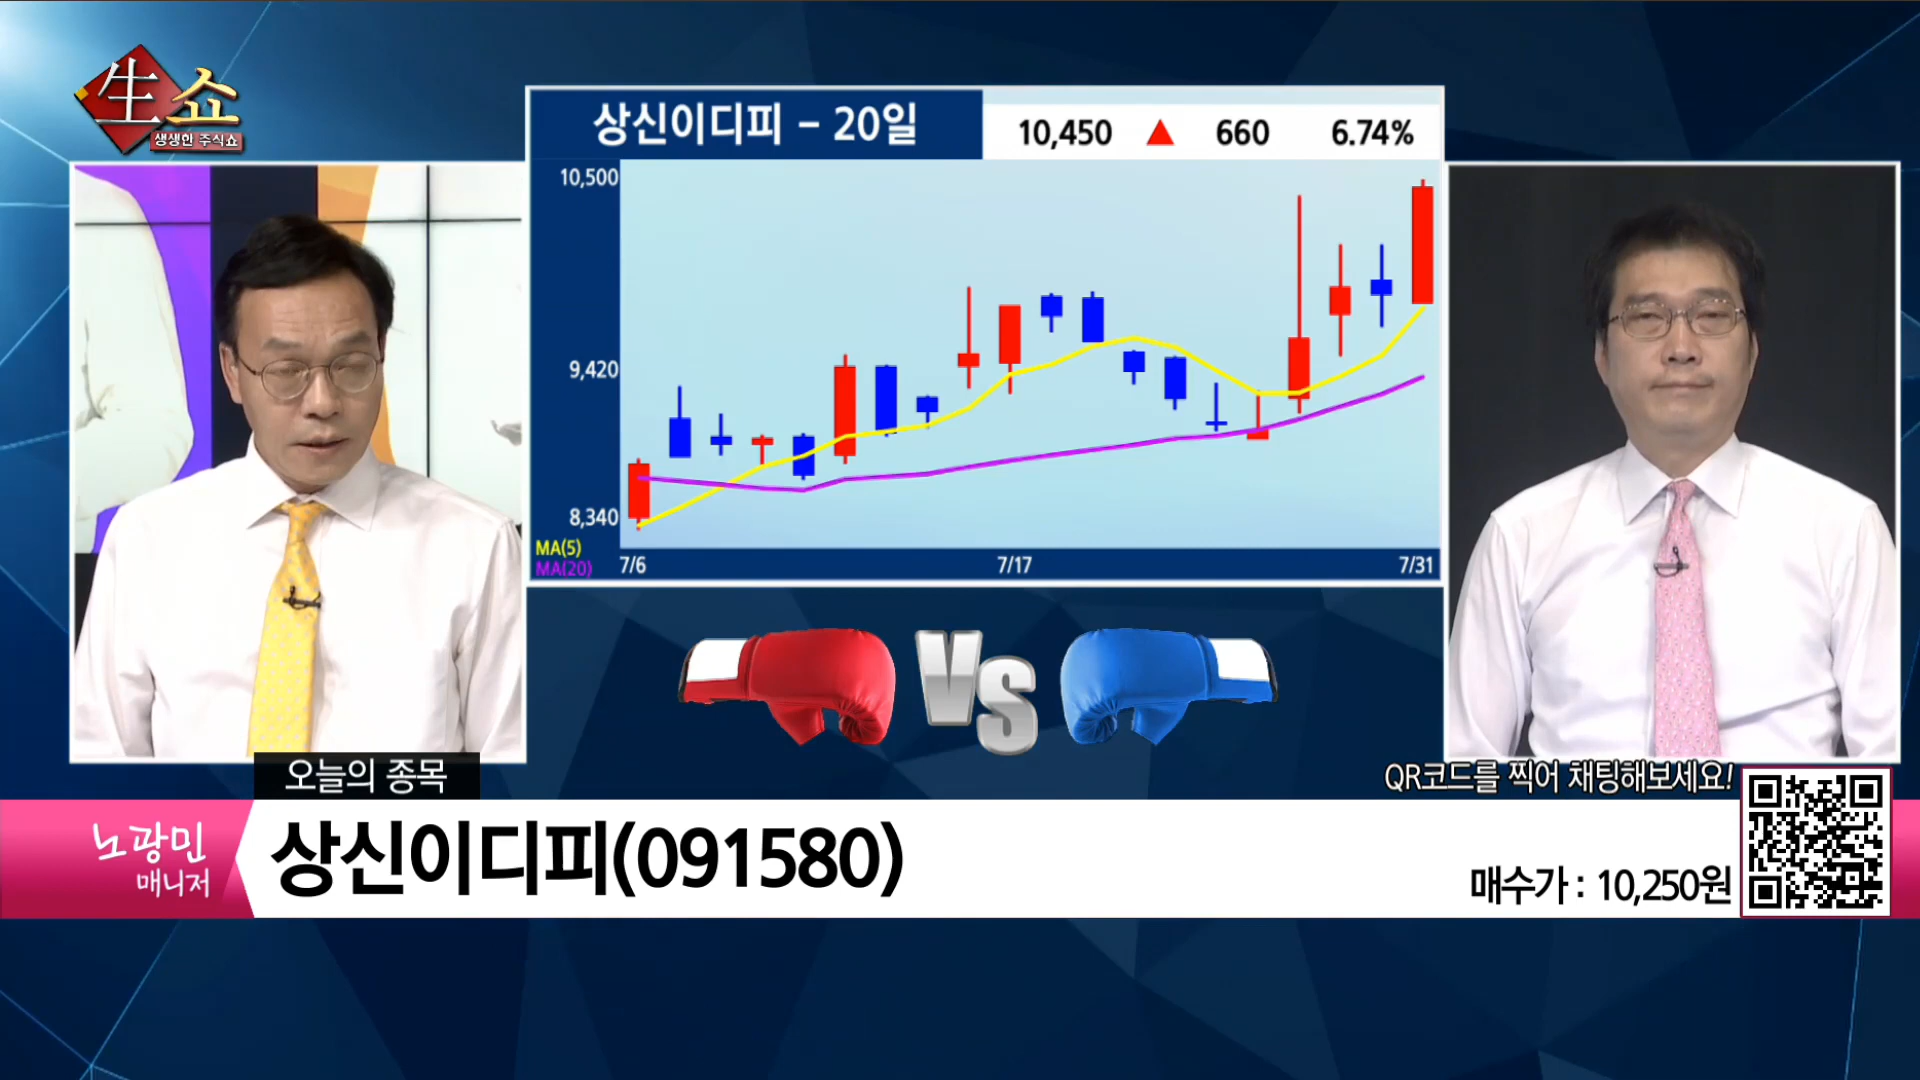 生쇼
생생한 주식쇼
상신이디피 - 20일
10,450 ▲ 660 6.74%
10,500
9,420
8,340
MA(5)
MA(20)
7/6 7/17 7/31
VS
오늘의 종목
QR코드를 찍어 채팅해보세요!
노광민
매니저
상신이디피(091580)
매수가 : 10,250원